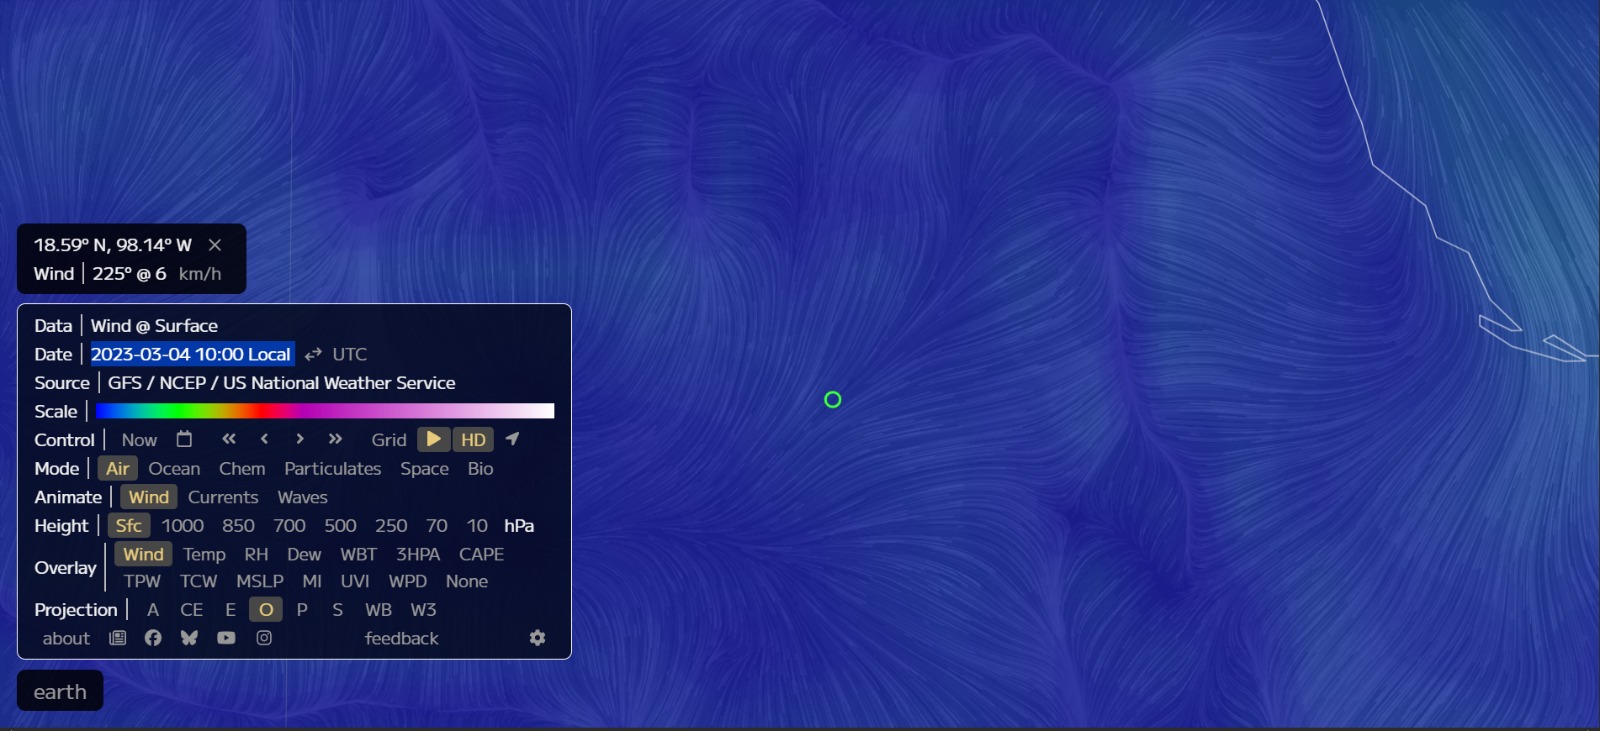 18.59° N, 98.14° W ×
Wind | 225° @ 6 km/h
Data | Wind @ Surface
Date | 2023-03-04 10:00 Local ⇄ UTC
Source | GFS / NCEP / US National Weather Service
Scale |
Control | Now « ‹ › » Grid HD
Mode | Air Ocean Chem Particulates Space Bio
Animate | Wind Currents Waves
Height | Sfc 1000 850 700 500 250 70 10 hPa
Overlay | Wind Temp RH Dew WBT 3HPA CAPE
TPW TCW MSLP MI UVI WPD None
Projection | A CE E O P S WB W3
about feedback
earth